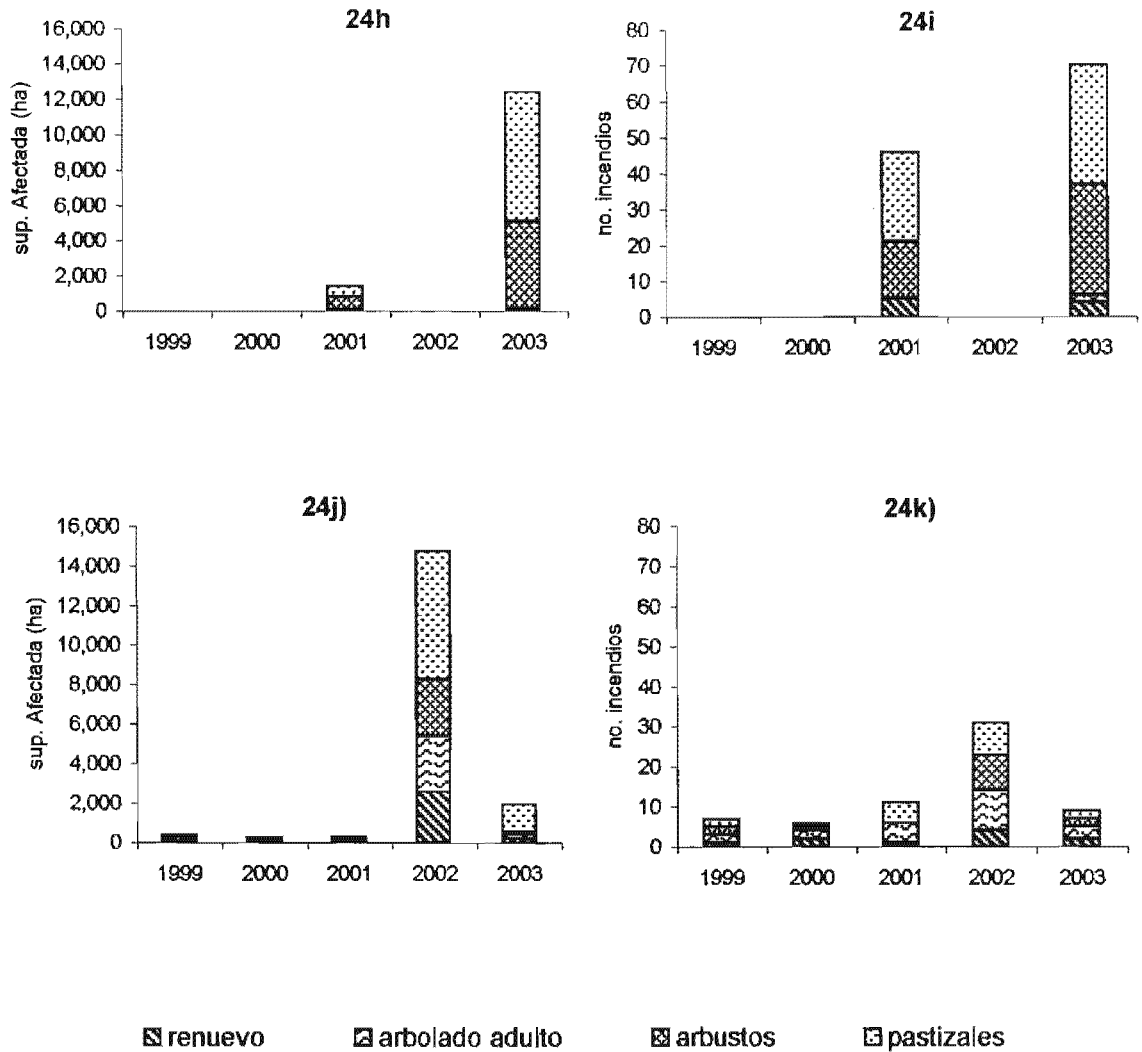 24h
16,000
14,000
12,000
10,000
8,000
6,000
4,000
2,000
0
sup. Afectada (ha)
1999 2000 2001 2002 2003
24i
80
70
60
50
40
30
20
10
0
no. incendios
1999 2000 2001 2002 2003
24j)
16,000
14,000
12,000
10,000
8,000
6,000
4,000
2,000
0
sup. Afectada (ha)
1999 2000 2001 2002 2003
24k)
80
70
60
50
40
30
20
10
0
no. incendios
1999 2000 2001 2002 2003
renuevo arbolado adulto arbustos pastizales